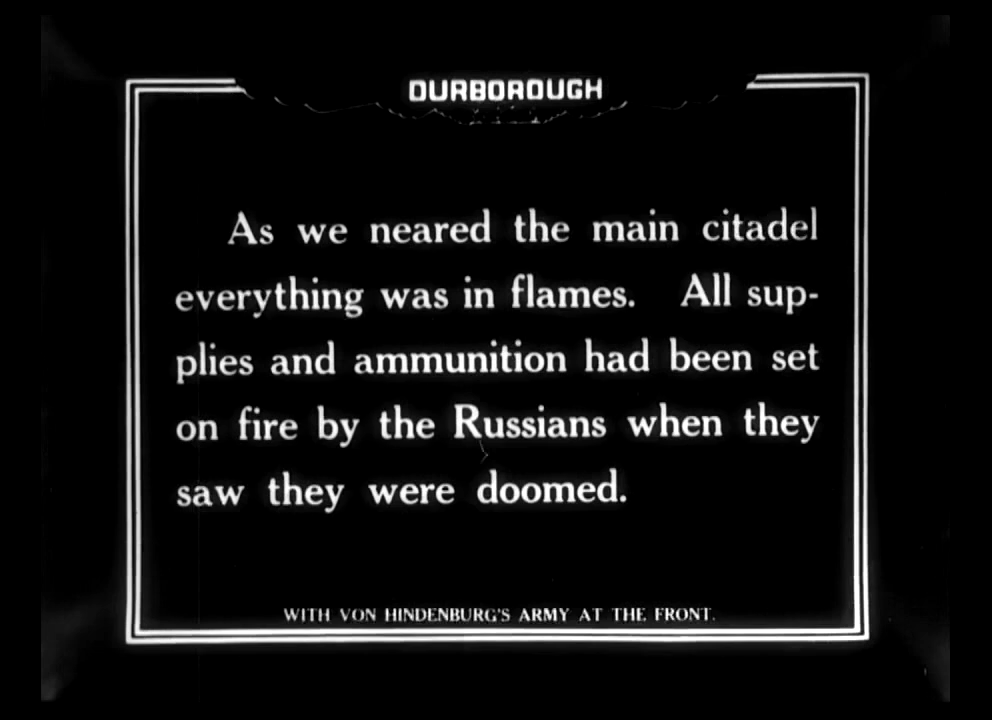 DURBOROUGH
As we neared the main citadel
everything was in flames. All sup-
plies and ammunition had been set
on fire by the Russians when they
saw they were doomed.
WITH VON HINDENBURG'S ARMY AT THE FRONT.